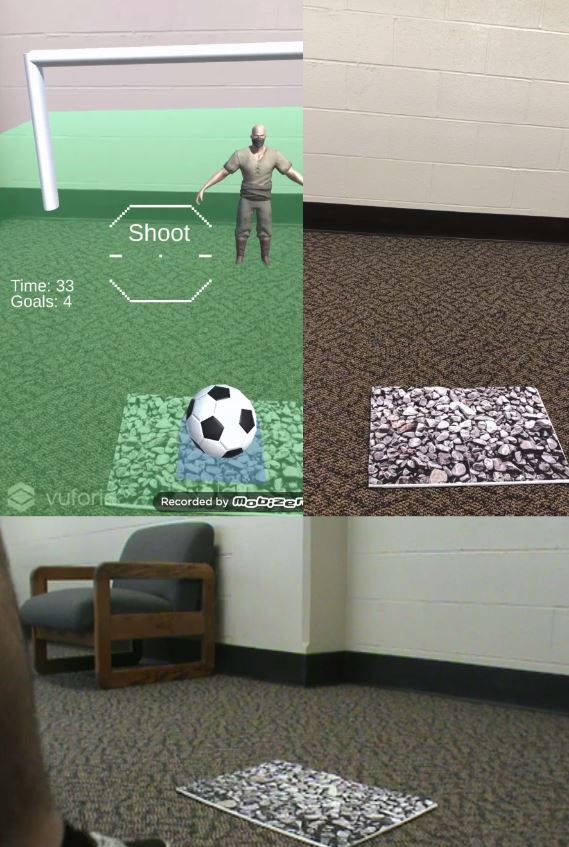 Shoot
Time: 33
Goals: 4
vuforia
Recorded by mobizen